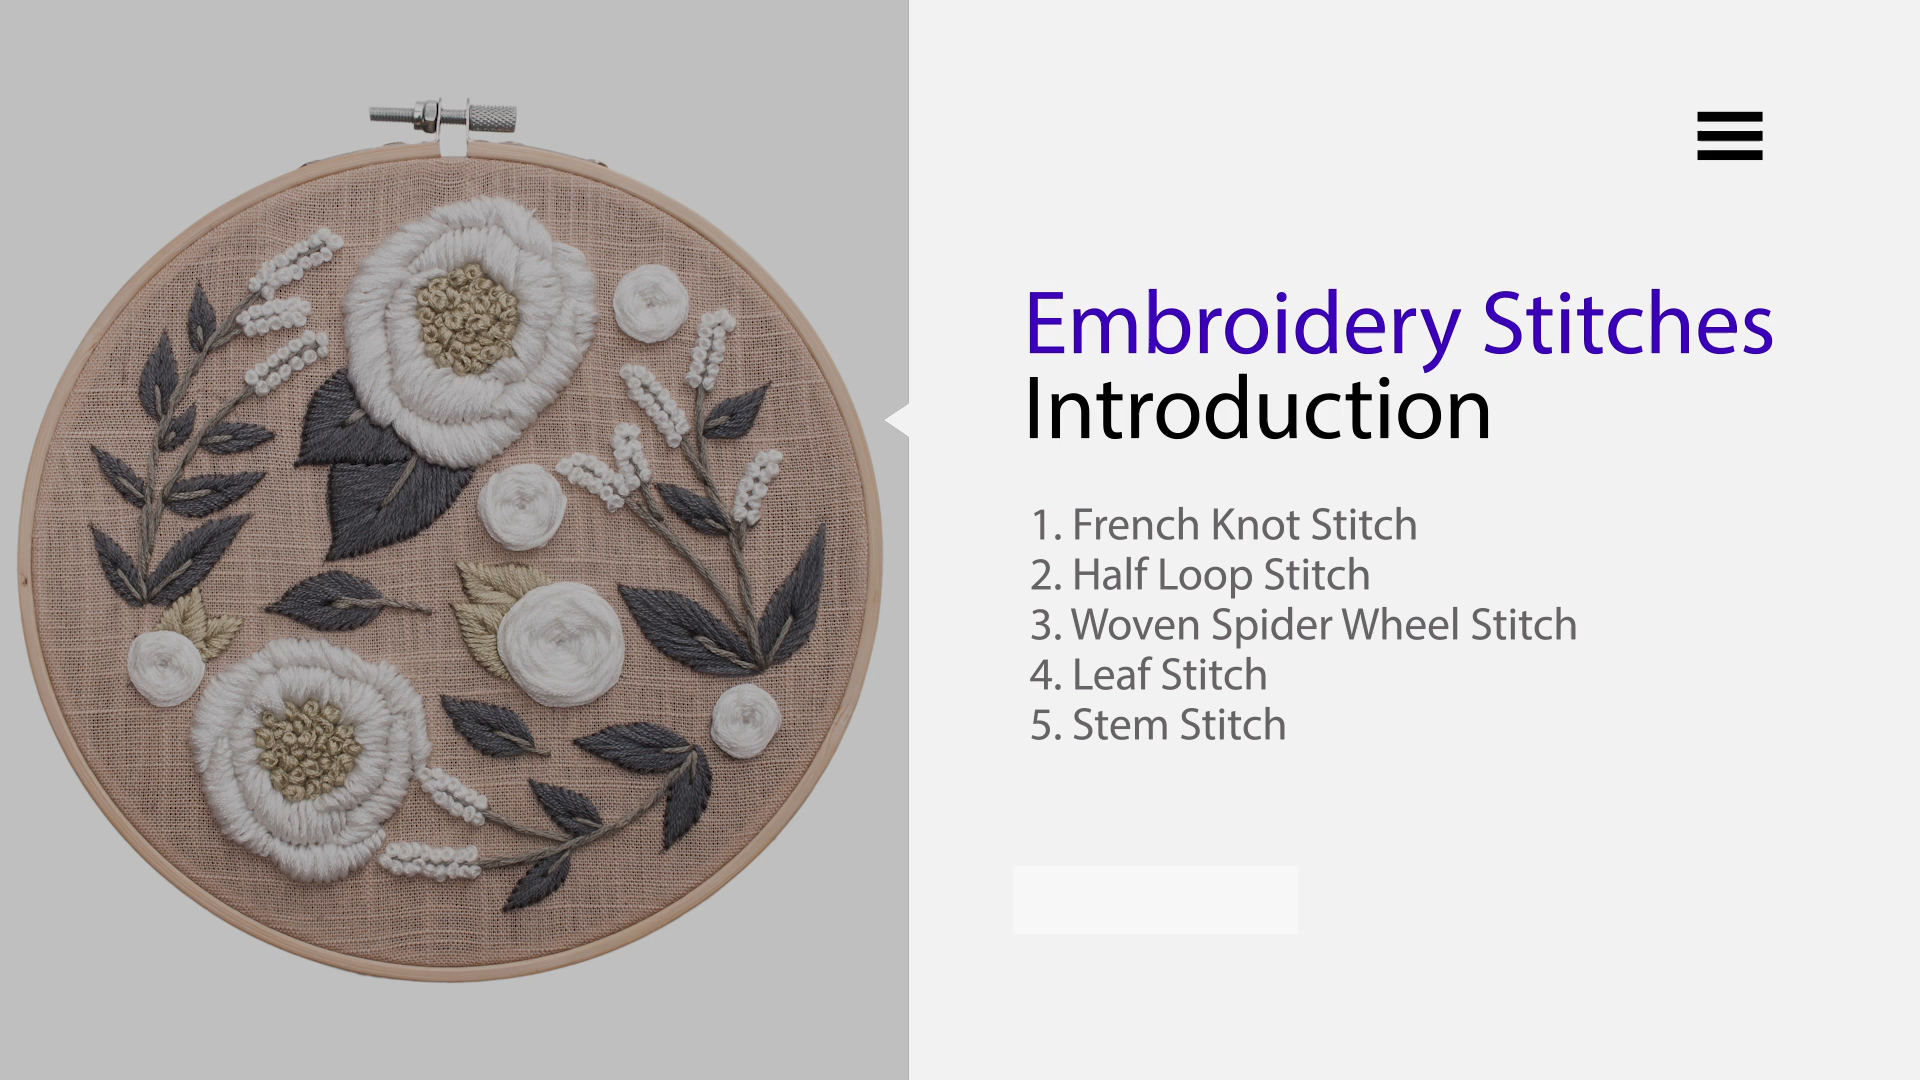 Embroidery Stitches
Introduction
1. French Knot Stitch
2. Half Loop Stitch
3. Woven Spider Wheel Stitch
4. Leaf Stitch
5. Stem Stitch